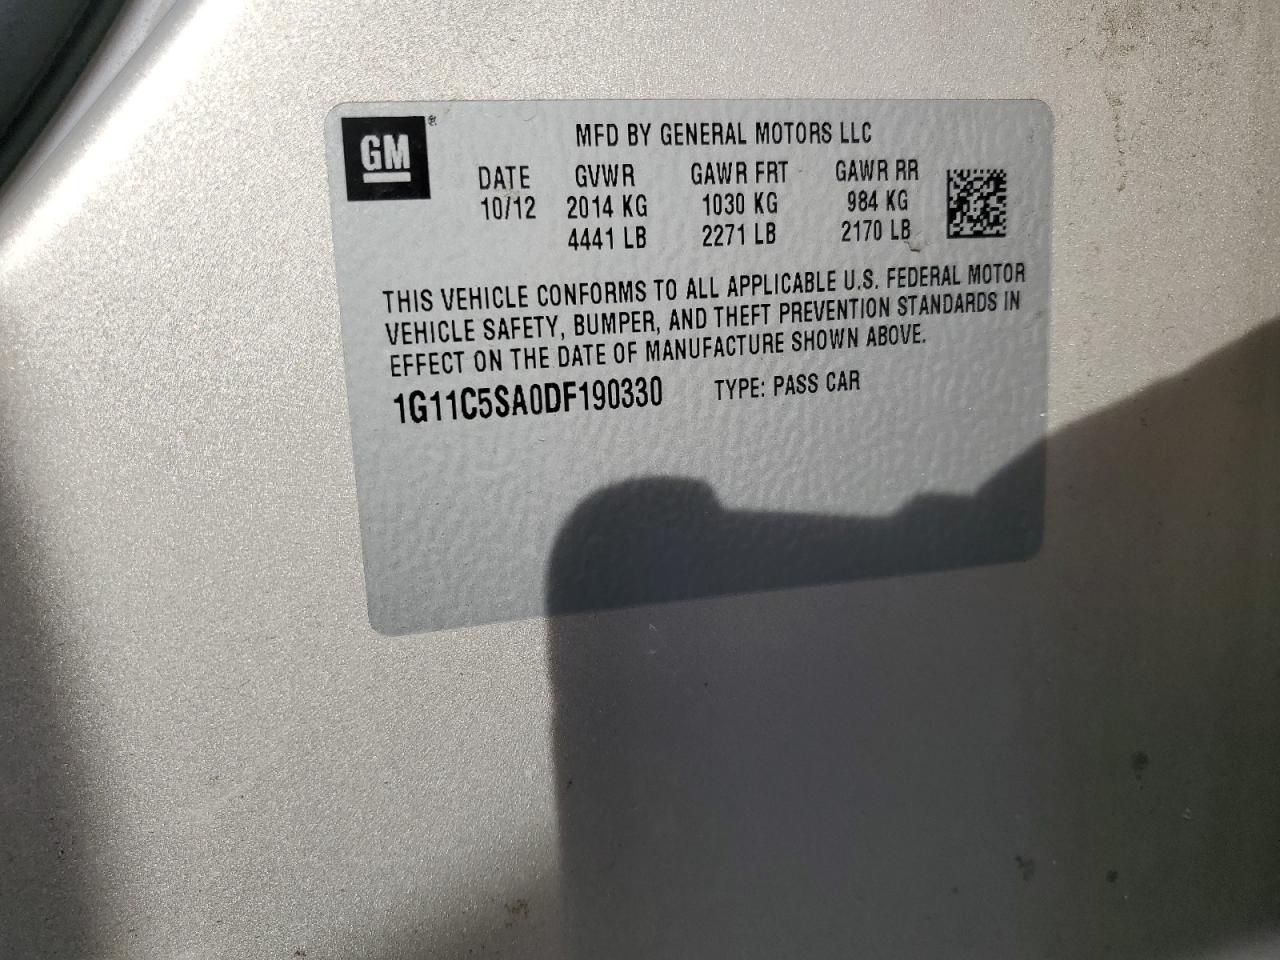 GM®
MFD BY GENERAL MOTORS LLC
DATE GVWR GAWR FRT GAWR RR
10/12 2014 KG 1030 KG 984 KG
4441 LB 2271 LB 2170 LB
THIS VEHICLE CONFORMS TO ALL APPLICABLE U.S. FEDERAL MOTOR
VEHICLE SAFETY, BUMPER, AND THEFT PREVENTION STANDARDS IN
EFFECT ON THE DATE OF MANUFACTURE SHOWN ABOVE.
1G11C5SA0DF190330 TYPE: PASS CAR